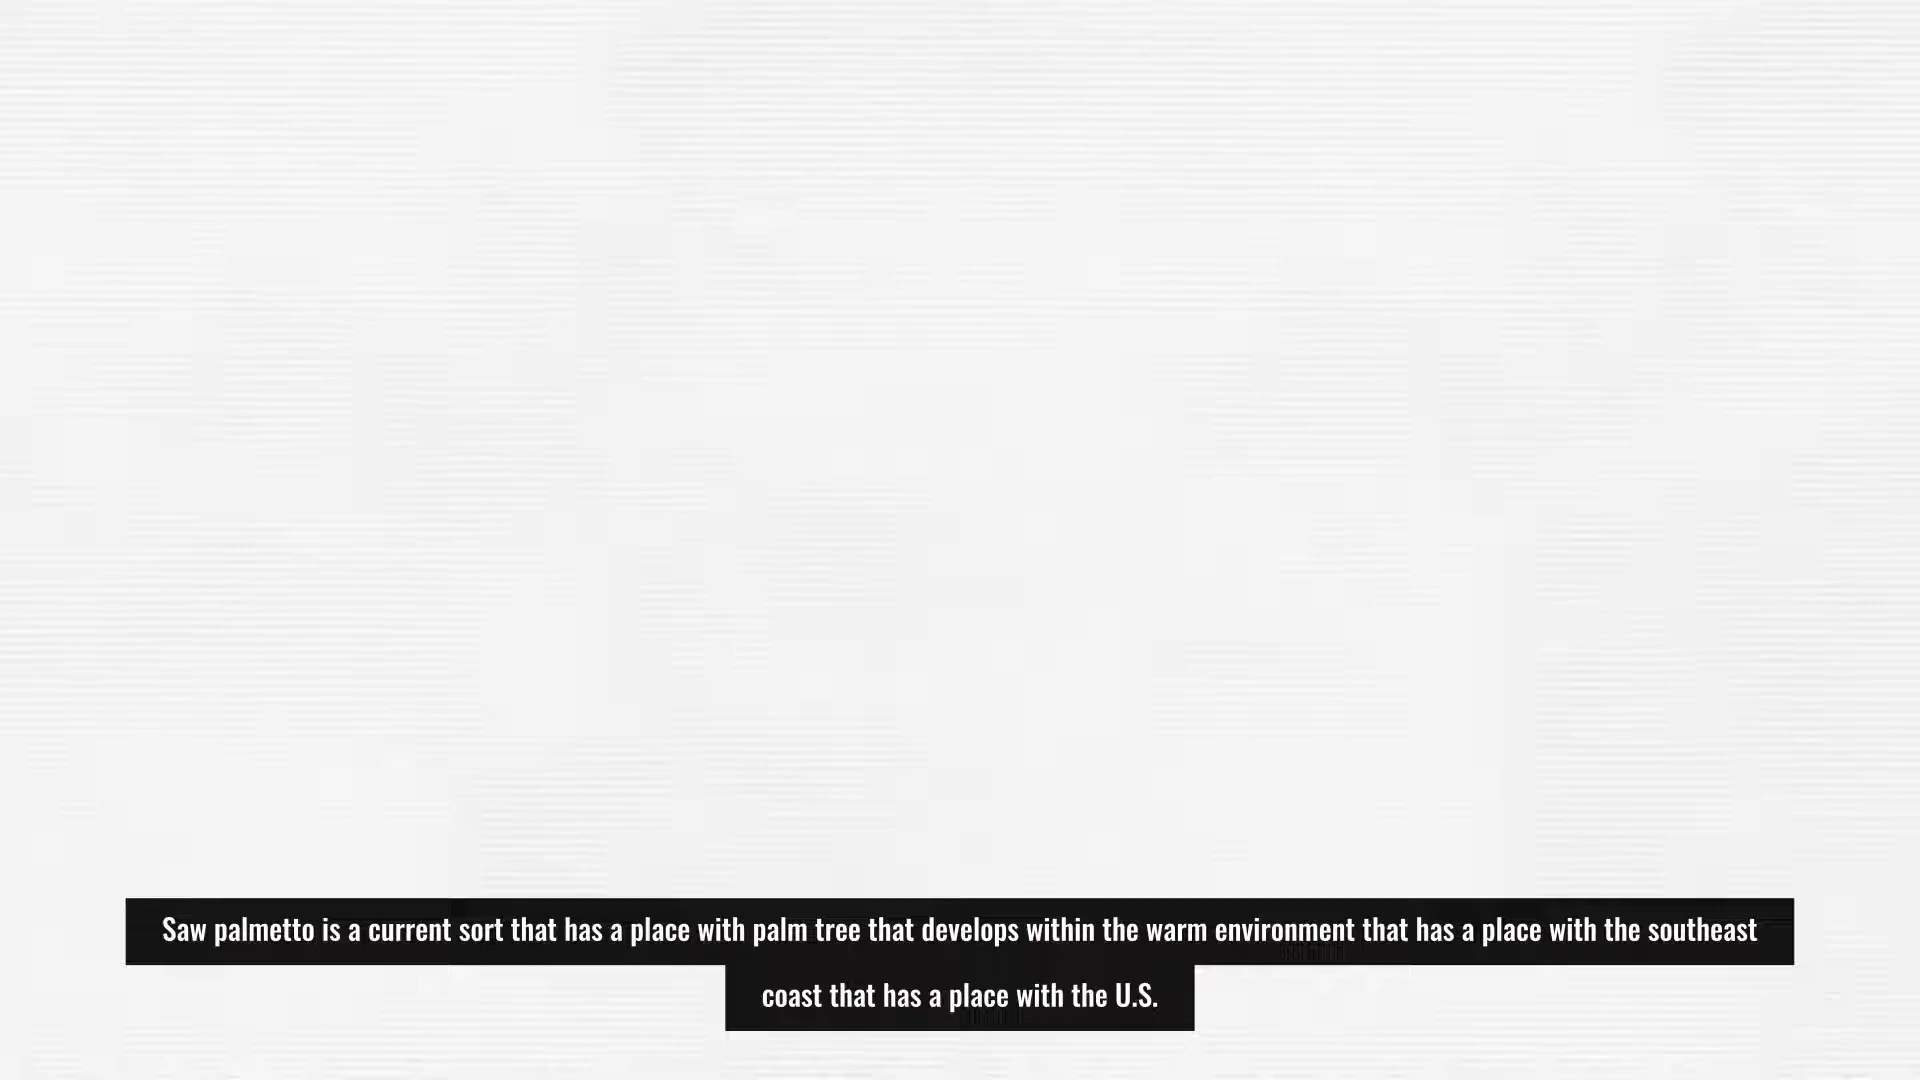 Saw palmetto is a current sort that has a place with palm tree that develops within the warm environment that has a place with the southeast
coast that has a place with the U.S.